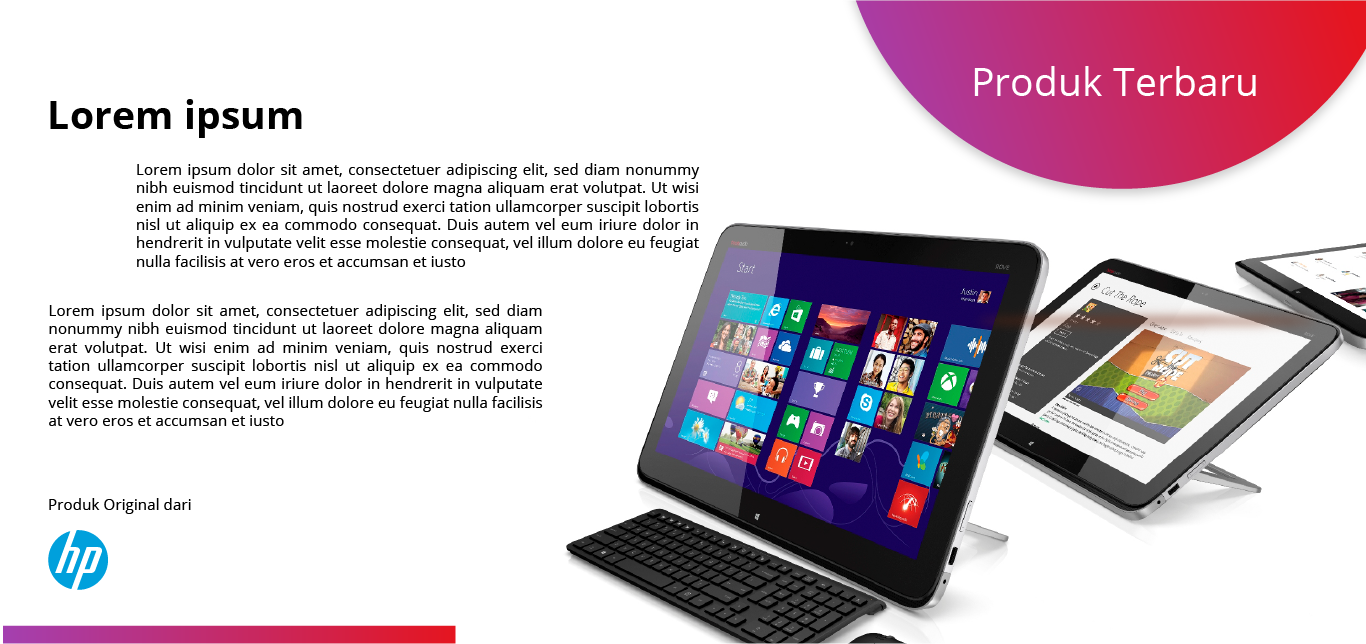 Produk Terbaru
Lorem ipsum
Lorem ipsum dolor sit amet, consectetuer adipiscing elit, sed diam nonummy
nibh euismod tincidunt ut laoreet dolore magna aliquam erat volutpat. Ut wisi
enim ad minim veniam, quis nostrud exerci tation ullamcorper suscipit lobortis
nisl ut aliquip ex ea commodo consequat. Duis autem vel eum iriure dolor in
hendrerit in vulputate velit esse molestie consequat, vel illum dolore eu feugiat
nulla facilisis at vero eros et accumsan et iusto
Lorem ipsum dolor sit amet, consectetuer adipiscing elit, sed diam
nonummy nibh euismod tincidunt ut laoreet dolore magna aliquam
erat volutpat. Ut wisi enim ad minim veniam, quis nostrud exerci
tation ullamcorper suscipit lobortis nisl ut aliquip ex ea commodo
consequat. Duis autem vel eum iriure dolor in hendrerit in vulputate
velit esse molestie consequat, vel illum dolore eu feugiat nulla facilisis
at vero eros et accumsan et iusto
Start
Justin
Cut The Rope
Produk Original dari
hp